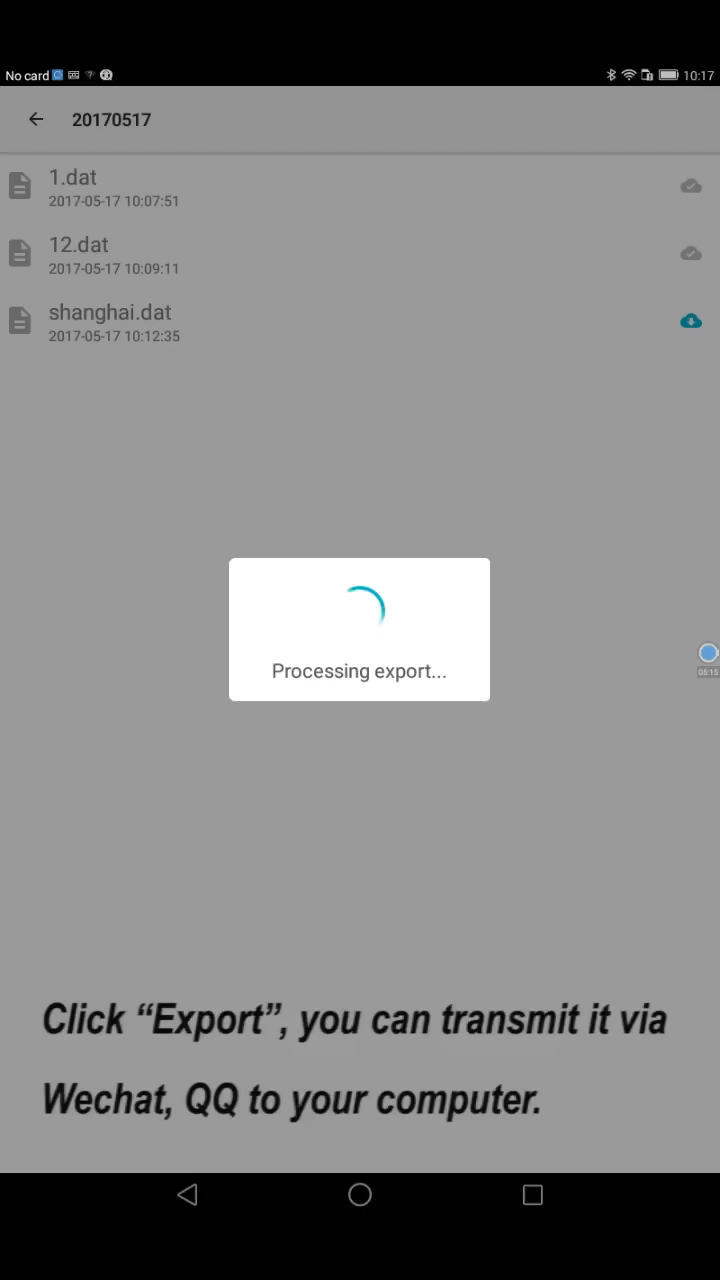 No card
10:17
20170517
1.dat
2017-05-17 10:07:51
12.dat
2017-05-17 10:09:11
shanghai.dat
2017-05-17 10:12:35
Processing export...
05:15
Click “Export”, you can transmit it via
Wechat, QQ to your computer.